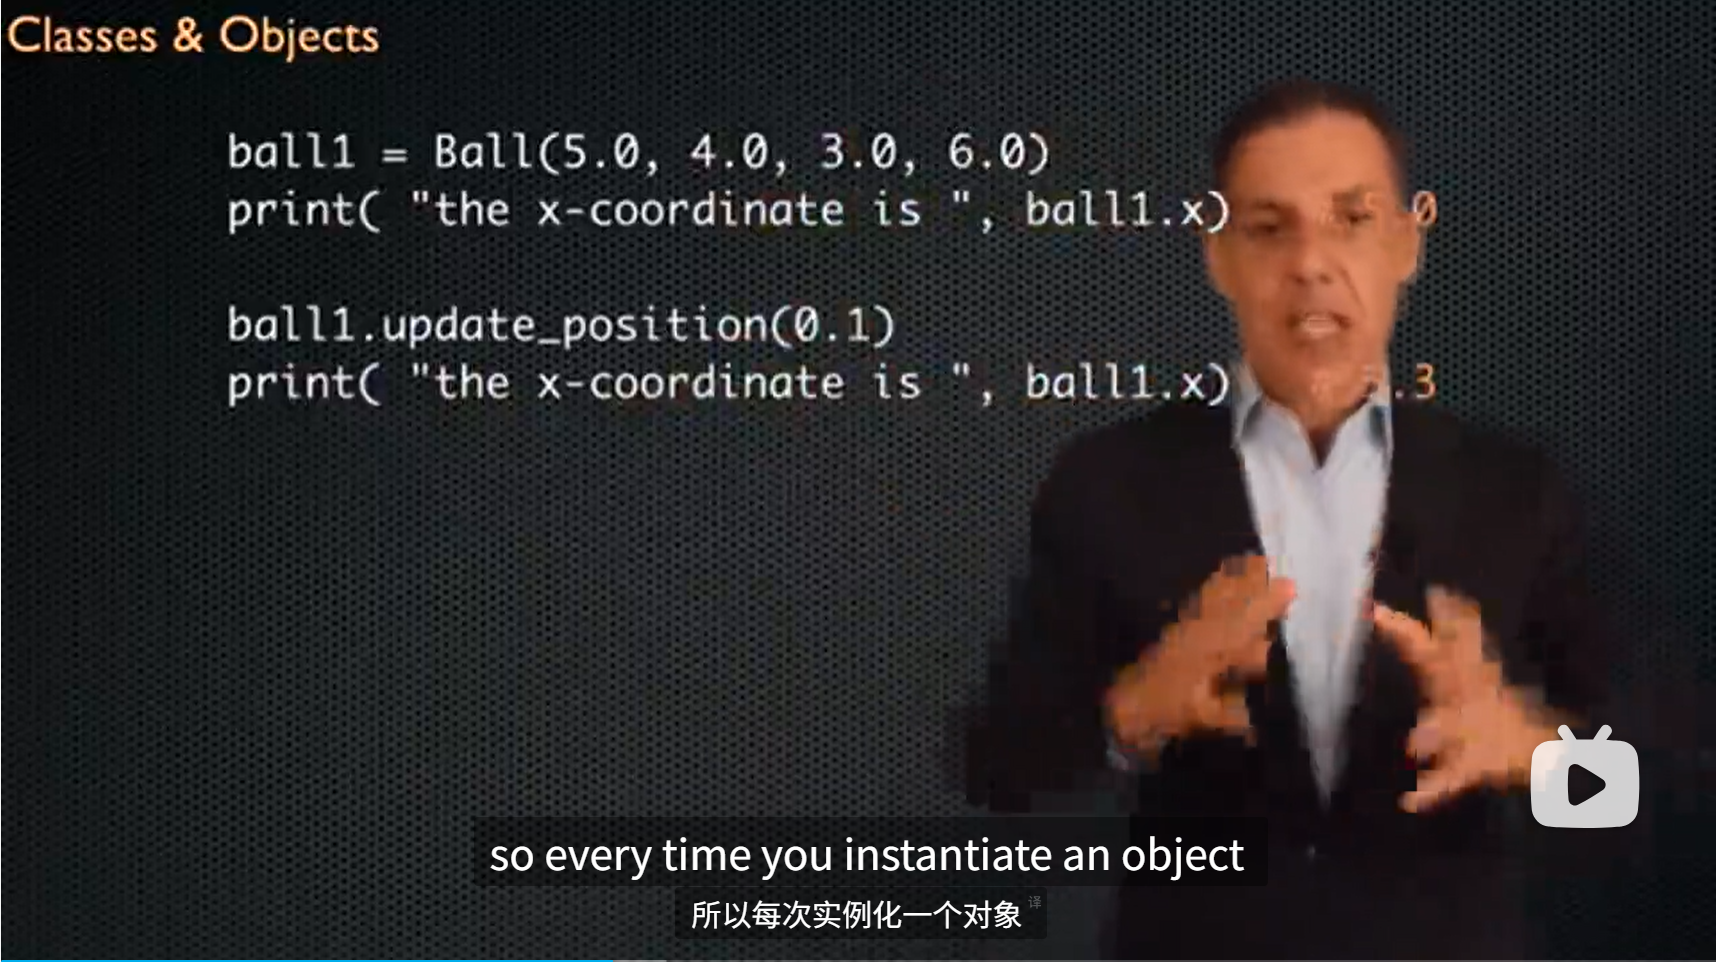 Classes & Objects
ball1 = Ball(5.0, 4.0, 3.0, 6.0)
print( "the x-coordinate is ", ball1.x)
ball1.update_position(0.1)
print( "the x-coordinate is ", ball1.x)
so every time you instantiate an object
所以每次实例化一个对象 译